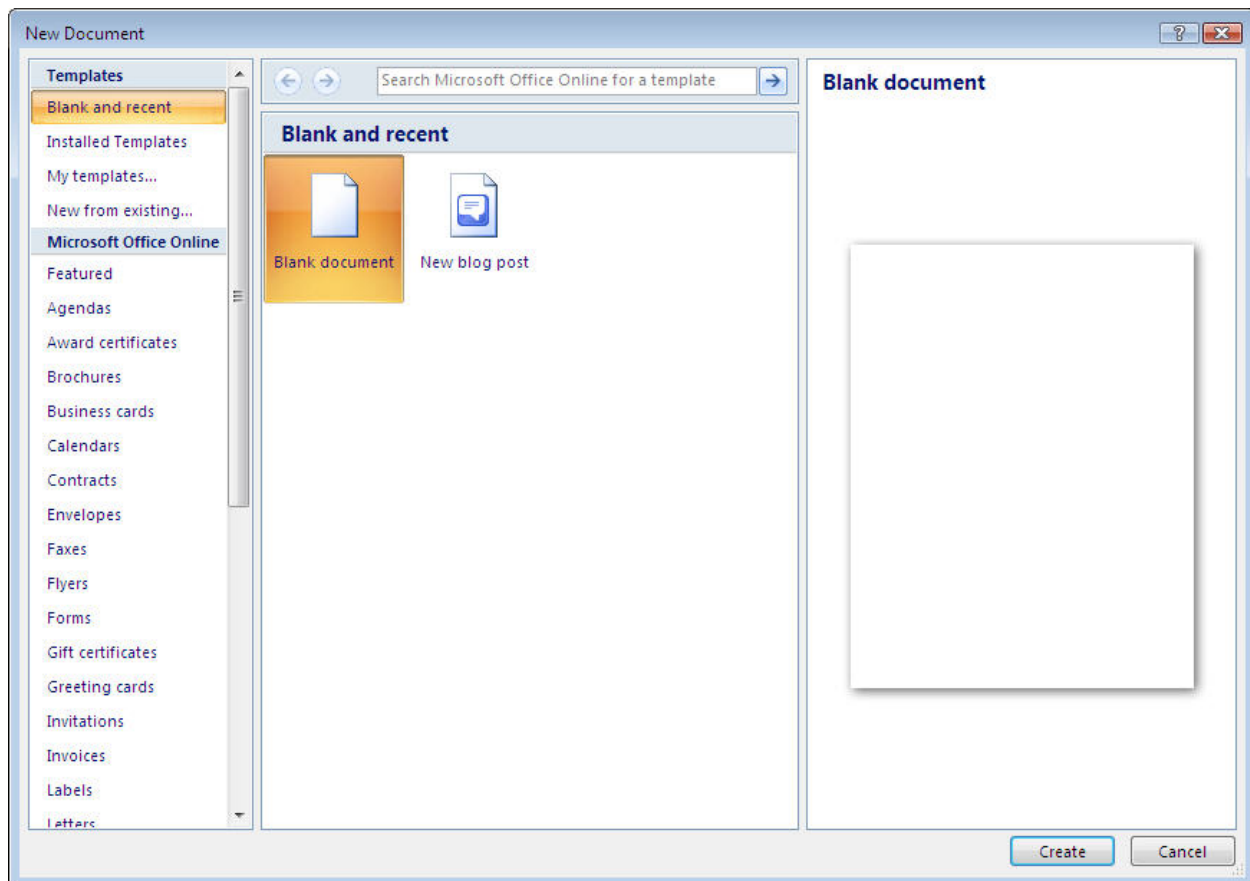 New Document
Templates
Blank and recent
Installed Templates
My templates...
New from existing...
Microsoft Office Online
Featured
Agendas
Award certificates
Brochures
Business cards
Calendars
Contracts
Envelopes
Faxes
Flyers
Forms
Gift certificates
Greeting cards
Invitations
Invoices
Labels
Letters
Search Microsoft Office Online for a template
Blank and recent
Blank document
New blog post
Blank document
Create
Cancel